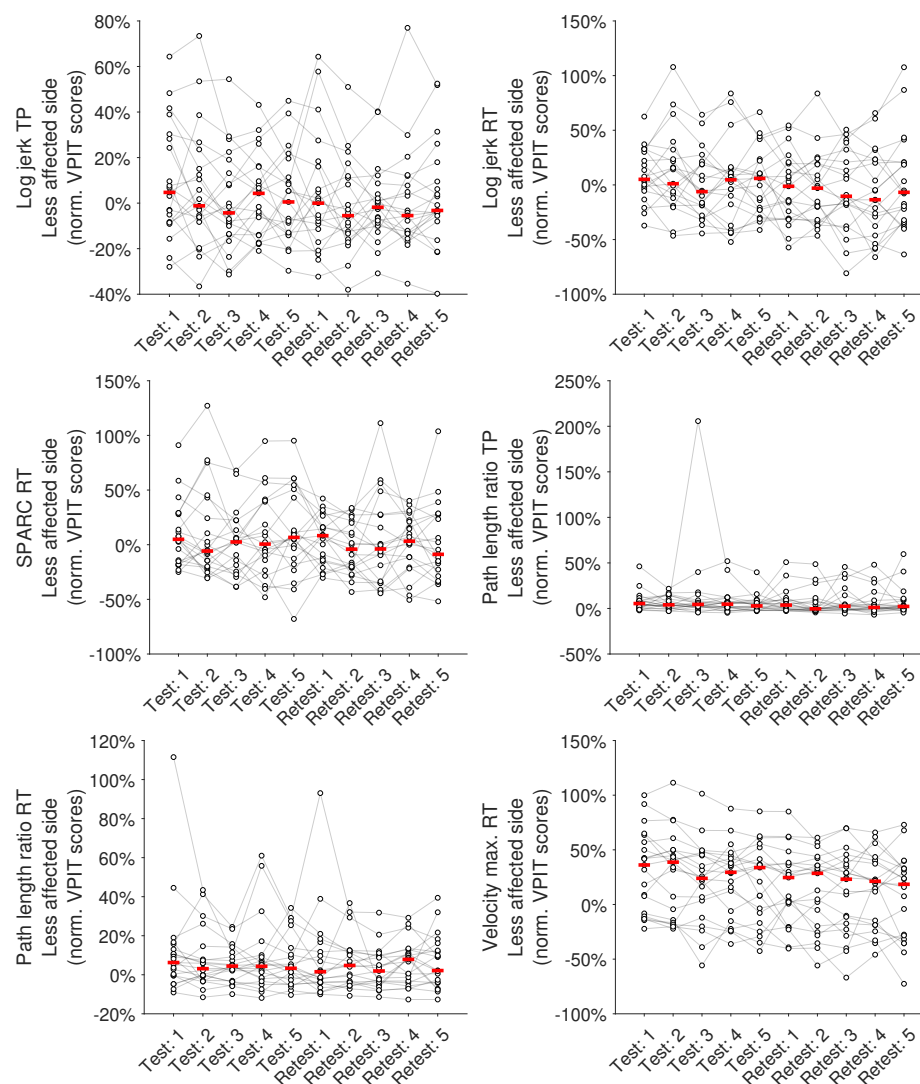 Log jerk TP
Less affected side
(norm. VPIT scores)
80%
60%
40%
20%
0%
-20%
-40%
Test: 1
Test: 2
Test: 3
Test: 4
Test: 5
Retest: 1
Retest: 2
Retest: 3
Retest: 4
Retest: 5
Log jerk RT
Less affected side
(norm. VPIT scores)
150%
100%
50%
0%
-50%
-100%
Test: 1
Test: 2
Test: 3
Test: 4
Test: 5
Retest: 1
Retest: 2
Retest: 3
Retest: 4
Retest: 5
SPARC RT
Less affected side
(norm. VPIT scores)
150%
100%
50%
0%
-50%
-100%
Test: 1
Test: 2
Test: 3
Test: 4
Test: 5
Retest: 1
Retest: 2
Retest: 3
Retest: 4
Retest: 5
Path length ratio TP
Less affected side
(norm. VPIT scores)
250%
200%
150%
100%
50%
0%
-50%
Test: 1
Test: 2
Test: 3
Test: 4
Test: 5
Retest: 1
Retest: 2
Retest: 3
Retest: 4
Retest: 5
Path length ratio RT
Less affected side
(norm. VPIT scores)
120%
100%
80%
60%
40%
20%
0%
-20%
Test: 1
Test: 2
Test: 3
Test: 4
Test: 5
Retest: 1
Retest: 2
Retest: 3
Retest: 4
Retest: 5
Velocity max. RT
Less affected side
(norm. VPIT scores)
150%
100%
50%
0%
-50%
-100%
Test: 1
Test: 2
Test: 3
Test: 4
Test: 5
Retest: 1
Retest: 2
Retest: 3
Retest: 4
Retest: 5